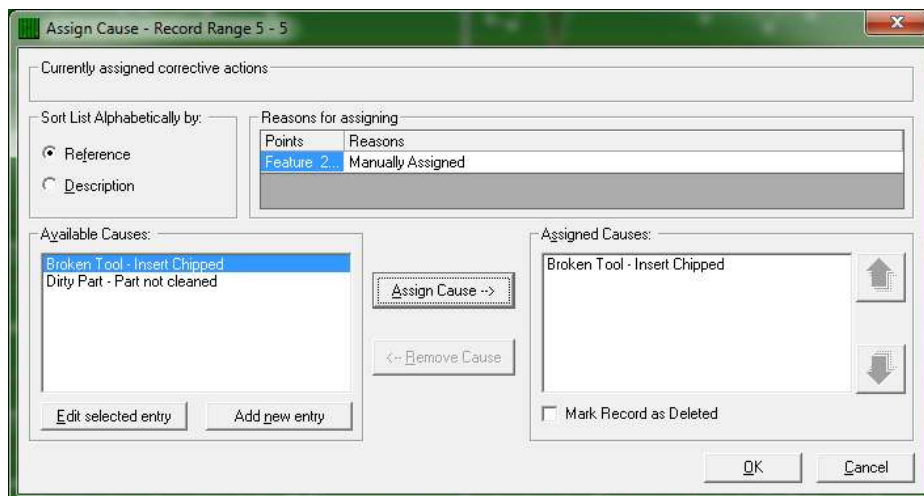 Assign Cause - Record Range 5 - 5
Currently assigned corrective actions
Sort List Alphabetically by:
Reference
Description
Reasons for assigning
Points Reasons
Feature 2... Manually Assigned
Available Causes:
Broken Tool - Insert Chipped
Dirty Part - Part not cleaned
Edit selected entry
Add new entry
Assign Cause -->
<-- Remove Cause
Assigned Causes:
Broken Tool - Insert Chipped
Mark Record as Deleted
OK
Cancel